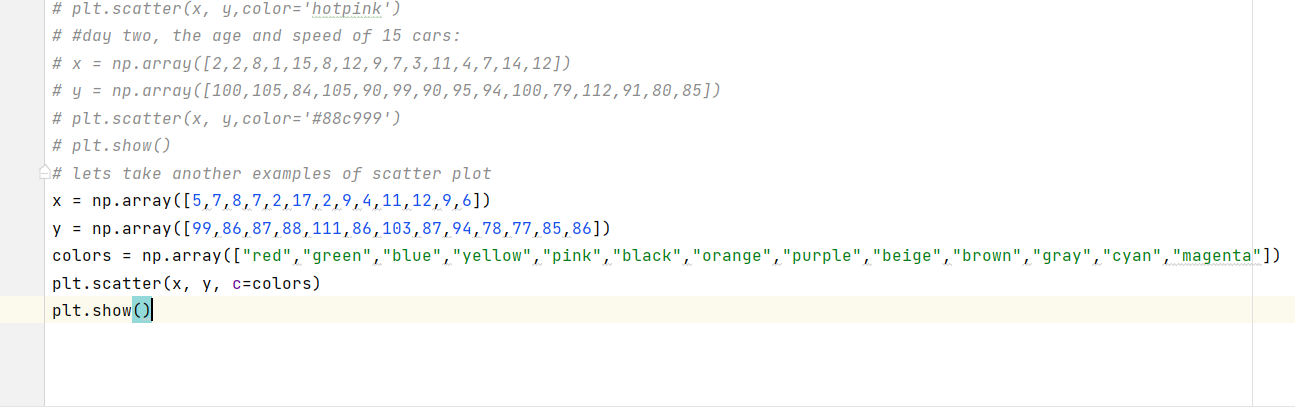 # plt.scatter(x, y,color='hotpink')
# #day two, the age and speed of 15 cars:
# x = np.array([2,2,8,1,15,8,12,9,7,3,11,4,7,14,12])
# y = np.array([100,105,84,105,90,99,90,95,94,100,79,112,91,80,85])
# plt.scatter(x, y,color='#88c999')
# plt.show()
# lets take another examples of scatter plot
x = np.array([5,7,8,7,2,17,2,9,4,11,12,9,6])
y = np.array([99,86,87,88,111,86,103,87,94,78,77,85,86])
colors = np.array(["red","green","blue","yellow","pink","black","orange","purple","beige","brown","gray","cyan","magenta"])
plt.scatter(x, y, c=colors)
plt.show()